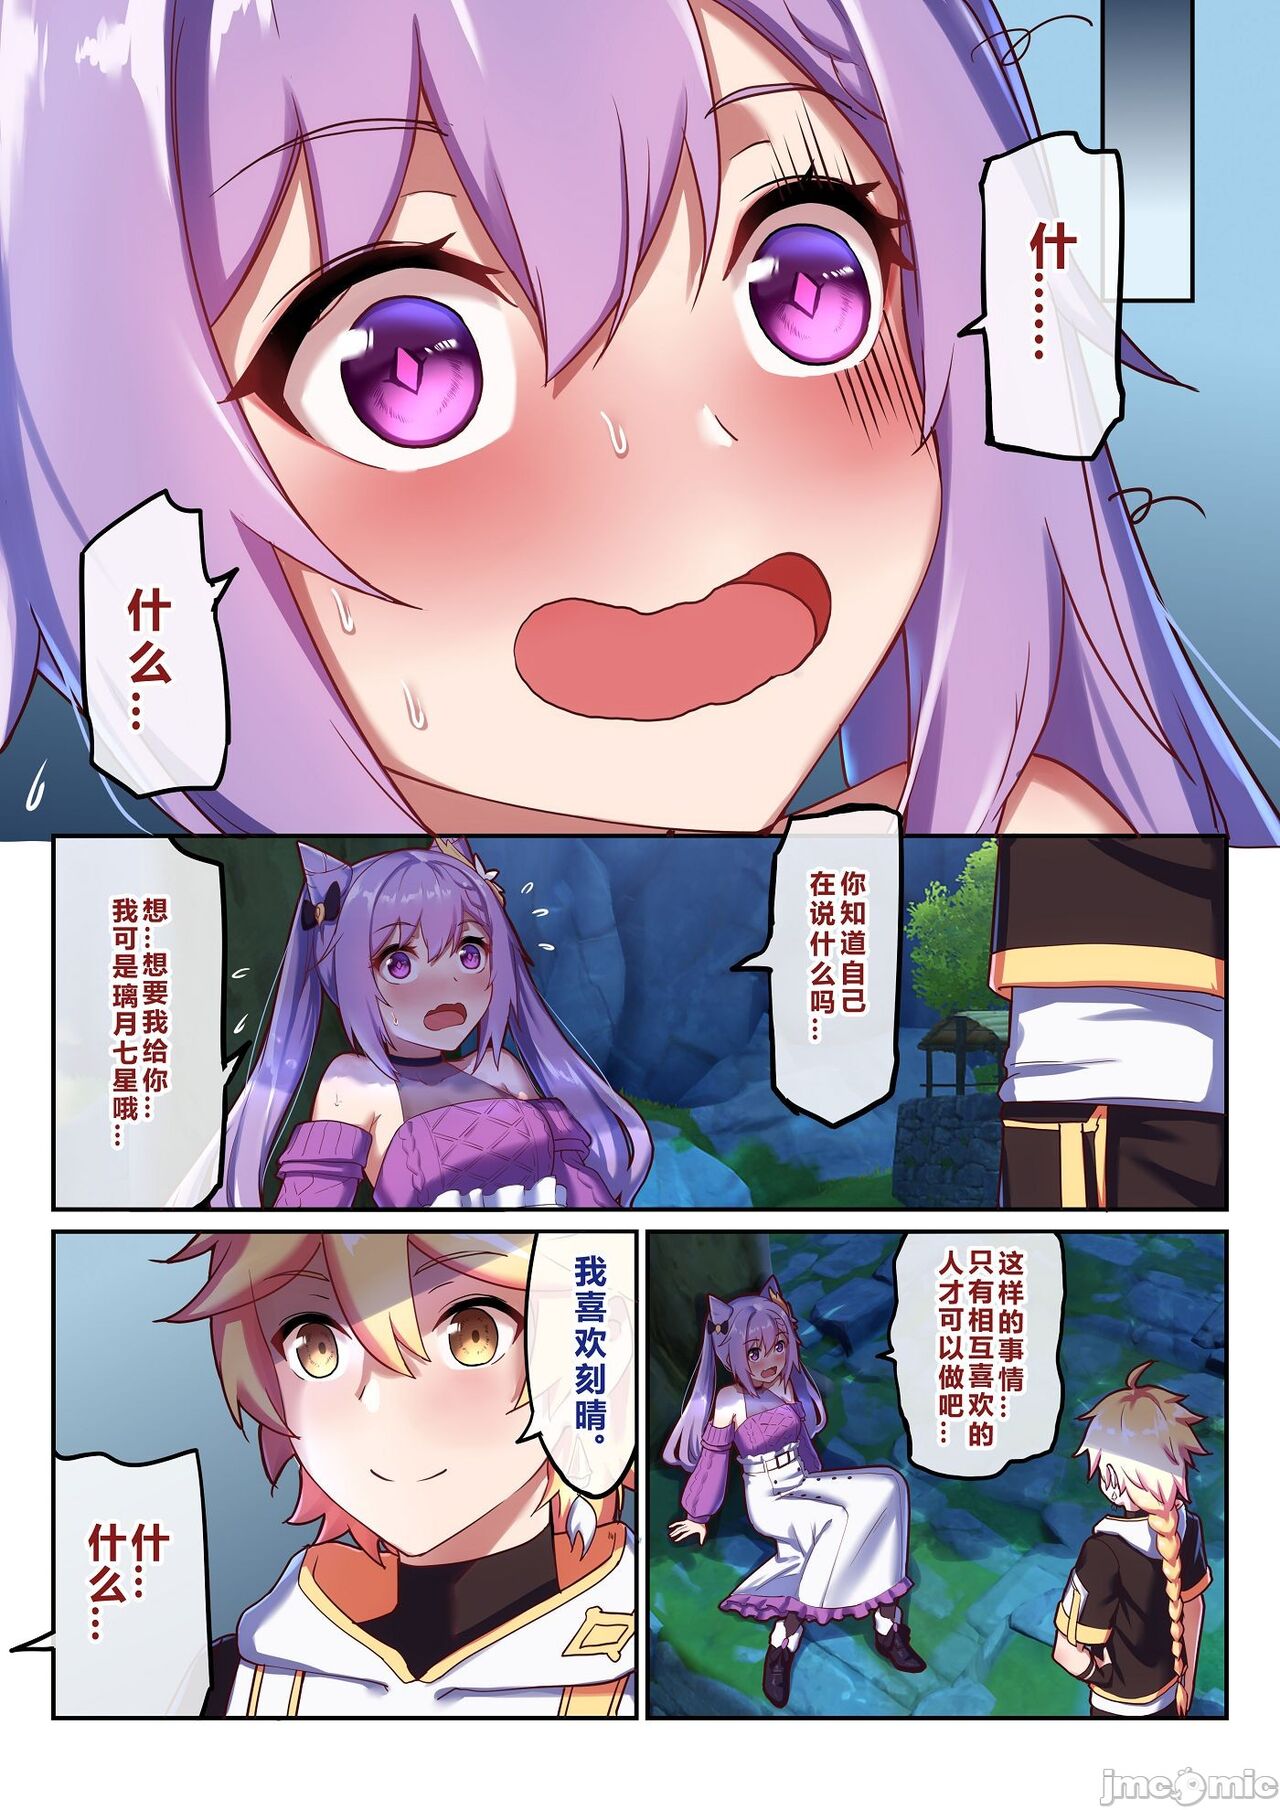 什……
什
么…
你知道自己
在说什么吗…
想…想要我给你…
我可是璃月七星哦…
这样的事情…
只有相互喜欢的
人才可以做吧…
我喜欢刻晴。
什…
什么…
jmcomic